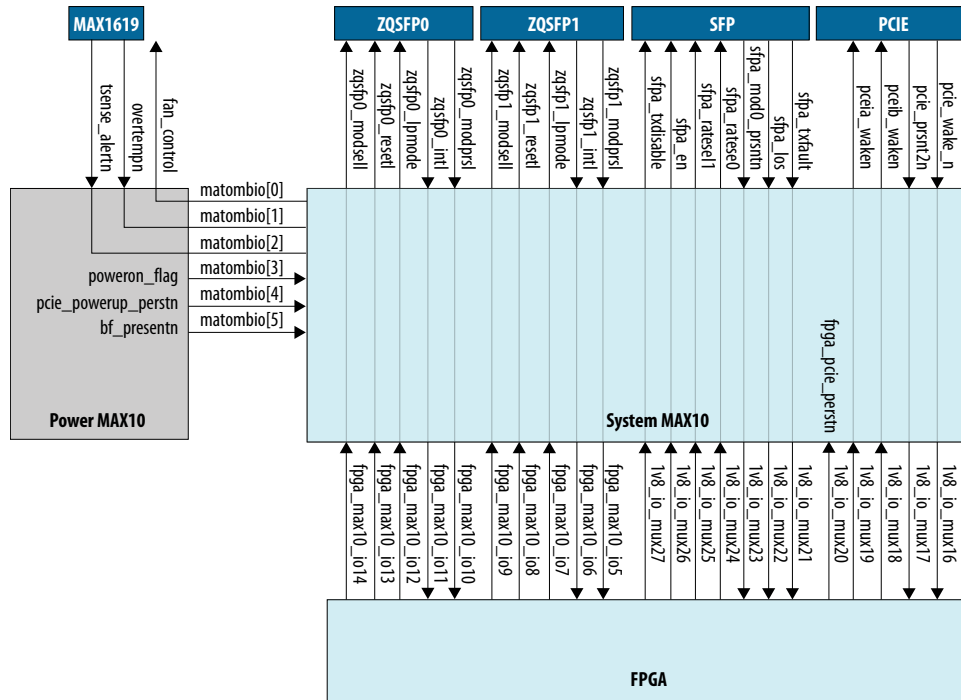 MAX1619
ZQSFP0
ZQSFP1
SFP
PCIE
tsense_alertn
overtempn
fan_control
zqsfp0_modsell
zqsfp0_resetl
zqsfp0_lpmode
zqsfp0_intl
zqsfp0_modprsl
zqsfp1_modsell
zqsfp1_resetl
zqsfp1_lpmode
zqsfp1_intl
zqsfp1_modprsl
sfpa_txdisable
sfpa_en
sfpa_ratesel1
sfpa_ratese0
sfpa_mod0_prsntn
sfpa_los
sfpa_txfault
pceia_waken
pceib_waken
pcie_prsnt2n
pcie_wake_n
matombio[0]
matombio[1]
matombio[2]
matombio[3]
matombio[4]
matombio[5]
poweron_flag
pcie_powerup_perstn
bf_presentn
Power MAX10
System MAX10
fpga_pcie_perstn
fpga_max10_io14
fpga_max10_io13
fpga_max10_io12
fpga_max10_io11
fpga_max10_io10
fpga_max10_io9
fpga_max10_io8
fpga_max10_io7
fpga_max10_io6
fpga_max10_io5
1v8_io_mux27
1v8_io_mux26
1v8_io_mux25
1v8_io_mux24
1v8_io_mux23
1v8_io_mux22
1v8_io_mux21
1v8_io_mux20
1v8_io_mux19
1v8_io_mux18
1v8_io_mux17
1v8_io_mux16
FPGA